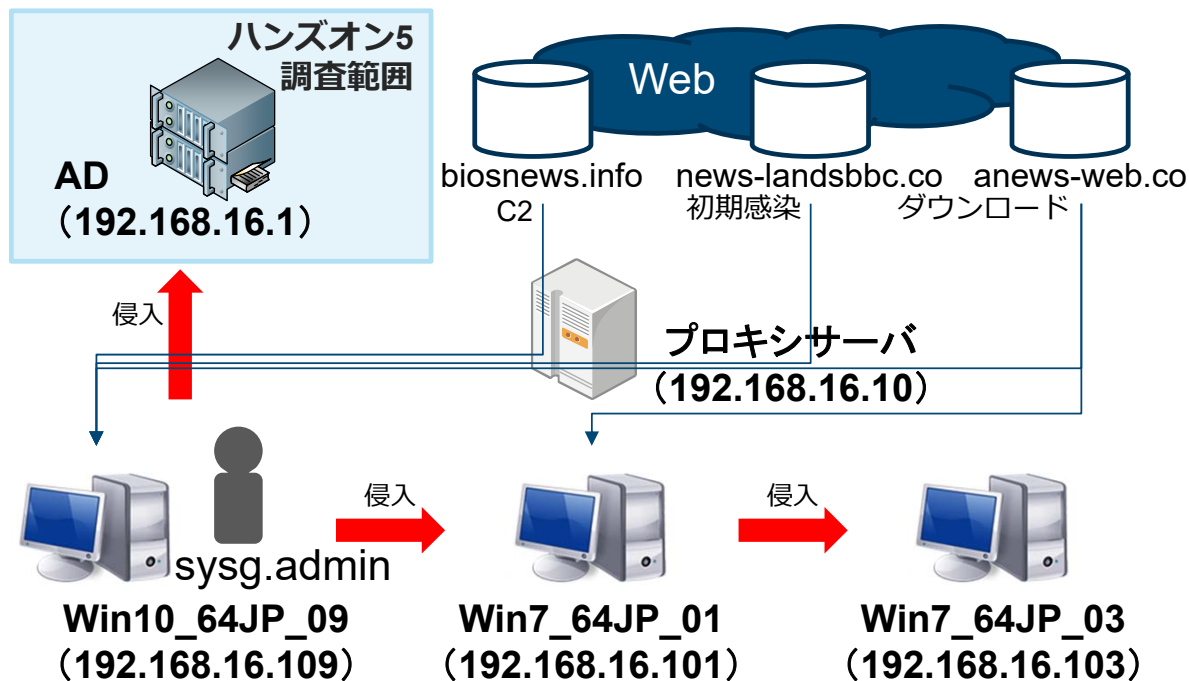 ハンズオン5
調査範囲
AD
（192.168.16.1）
Web
biosnews.info
C2
news-landsbbc.co
初期感染
anews-web.co
ダウンロード
侵入
プロキシサーバ
（192.168.16.10）
sysg.admin
侵入
侵入
Win10_64JP_09
（192.168.16.109）
Win7_64JP_01
（192.168.16.101）
Win7_64JP_03
（192.168.16.103）